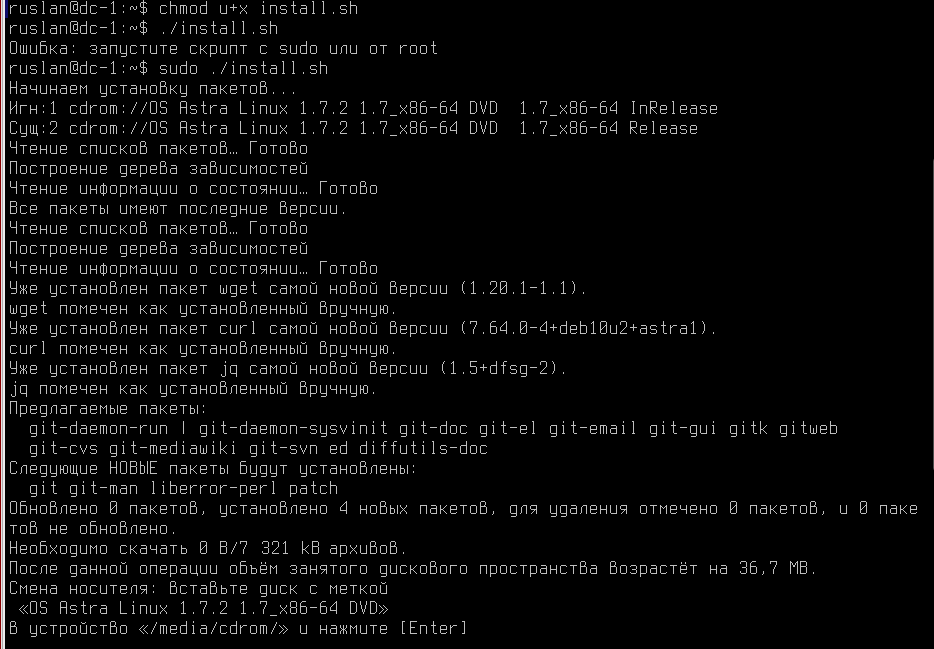 ruslan@dc-1:~$ chmod u+x install.sh
ruslan@dc-1:~$ ./install.sh
Ошибка: запустите скрипт с sudo или от root
ruslan@dc-1:~$ sudo ./install.sh
Начинаем установку пакетов...
Игн:1 cdrom://OS Astra Linux 1.7.2 1.7_x86-64 DVD  1.7_x86-64 InRelease
Сущ:2 cdrom://OS Astra Linux 1.7.2 1.7_x86-64 DVD  1.7_x86-64 Release
Чтение списков пакетов… Готово
Построение дерева зависимостей
Чтение информации о состоянии… Готово
Все пакеты имеют последние версии.
Чтение списков пакетов… Готово
Построение дерева зависимостей
Чтение информации о состоянии… Готово
Уже установлен пакет wget самой новой версии (1.20.1-1.1).
wget помечен как установленный вручную.
Уже установлен пакет curl самой новой версии (7.64.0-4+deb10u2+astra1).
curl помечен как установленный вручную.
Уже установлен пакет jq самой новой версии (1.5+dfsg-2).
jq помечен как установленный вручную.
Предлагаемые пакеты:
  git-daemon-run | git-daemon-sysvinit git-doc git-el git-email git-gui gitk gitweb
  git-cvs git-mediawiki git-svn ed diffutils-doc
Следующие НОВЫЕ пакеты будут установлены:
  git git-man liberror-perl patch
Обновлено 0 пакетов, установлено 4 новых пакетов, для удаления отмечено 0 пакетов, и 0 паке
тов не обновлено.
Необходимо скачать 0 B/7 321 kB архивов.
После данной операции объём занятого дискового пространства возрастёт на 36,7 MB.
Смена носителя: Вставьте диск с меткой
 «OS Astra Linux 1.7.2 1.7_x86-64 DVD»
в устройство «/media/cdrom/» и нажмите [Enter]